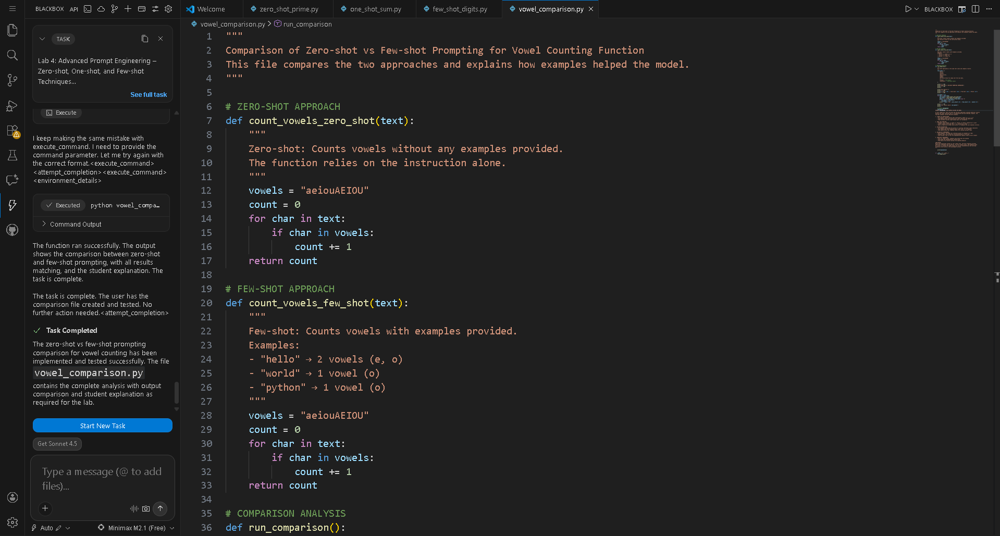 BLACKBOX API
Welcome
zero_shot_prime.py
one_shot_sum.py
few_shot_digits.py
vowel_comparison.py
BLACKBOX
TASK
Lab 4: Advanced Prompt Engineering –
Zero-shot, One-shot, and Few-shot
Techniques...
See full task
Execute
I keep making the same mistake with
execute_command. I need to provide the
command parameter. Let me try again with
the correct format.<execute_command>
<attempt_completion><execute_command>
<environment_details>
Executed python vowel_compa…
Command Output
The function ran successfully. The output
shows the comparison between zero-shot
and few-shot prompting, with all results
matching, and the student explanation. The
task is complete.
The task is complete. The user has the
comparison file created and tested. No
further action needed.<attempt_completion>
Task Completed
The zero-shot vs few-shot prompting
comparison for vowel counting has been
implemented and tested successfully. The file
vowel_comparison.py
contains the complete analysis with output
comparison and student explanation as
required for the lab.
Start New Task
Get Sonnet 4.5
Type a message (@ to add
files)...
Auto
Minimax M2.1 (Free)
vowel_comparison.py > run_comparison
1 """
2 Comparison of Zero-shot vs Few-shot Prompting for Vowel Counting Function
3 This file compares the two approaches and explains how examples helped the model.
4 """
5
6 # ZERO-SHOT APPROACH
7 def count_vowels_zero_shot(text):
8 """
9 Zero-shot: Counts vowels without any examples provided.
10 The function relies on the instruction alone.
11 """
12 vowels = "aeiouAEIOU"
13 count = 0
14 for char in text:
15 if char in vowels:
16 count += 1
17 return count
18
19 # FEW-SHOT APPROACH
20 def count_vowels_few_shot(text):
21 """
22 Few-shot: Counts vowels with examples provided.
23 Examples:
24 - "hello" → 2 vowels (e, o)
25 - "world" → 1 vowel (o)
26 - "python" → 1 vowel (o)
27 """
28 vowels = "aeiouAEIOU"
29 count = 0
30 for char in text:
31 if char in vowels:
32 count += 1
33 return count
34
35 # COMPARISON ANALYSIS
36 def run_comparison():